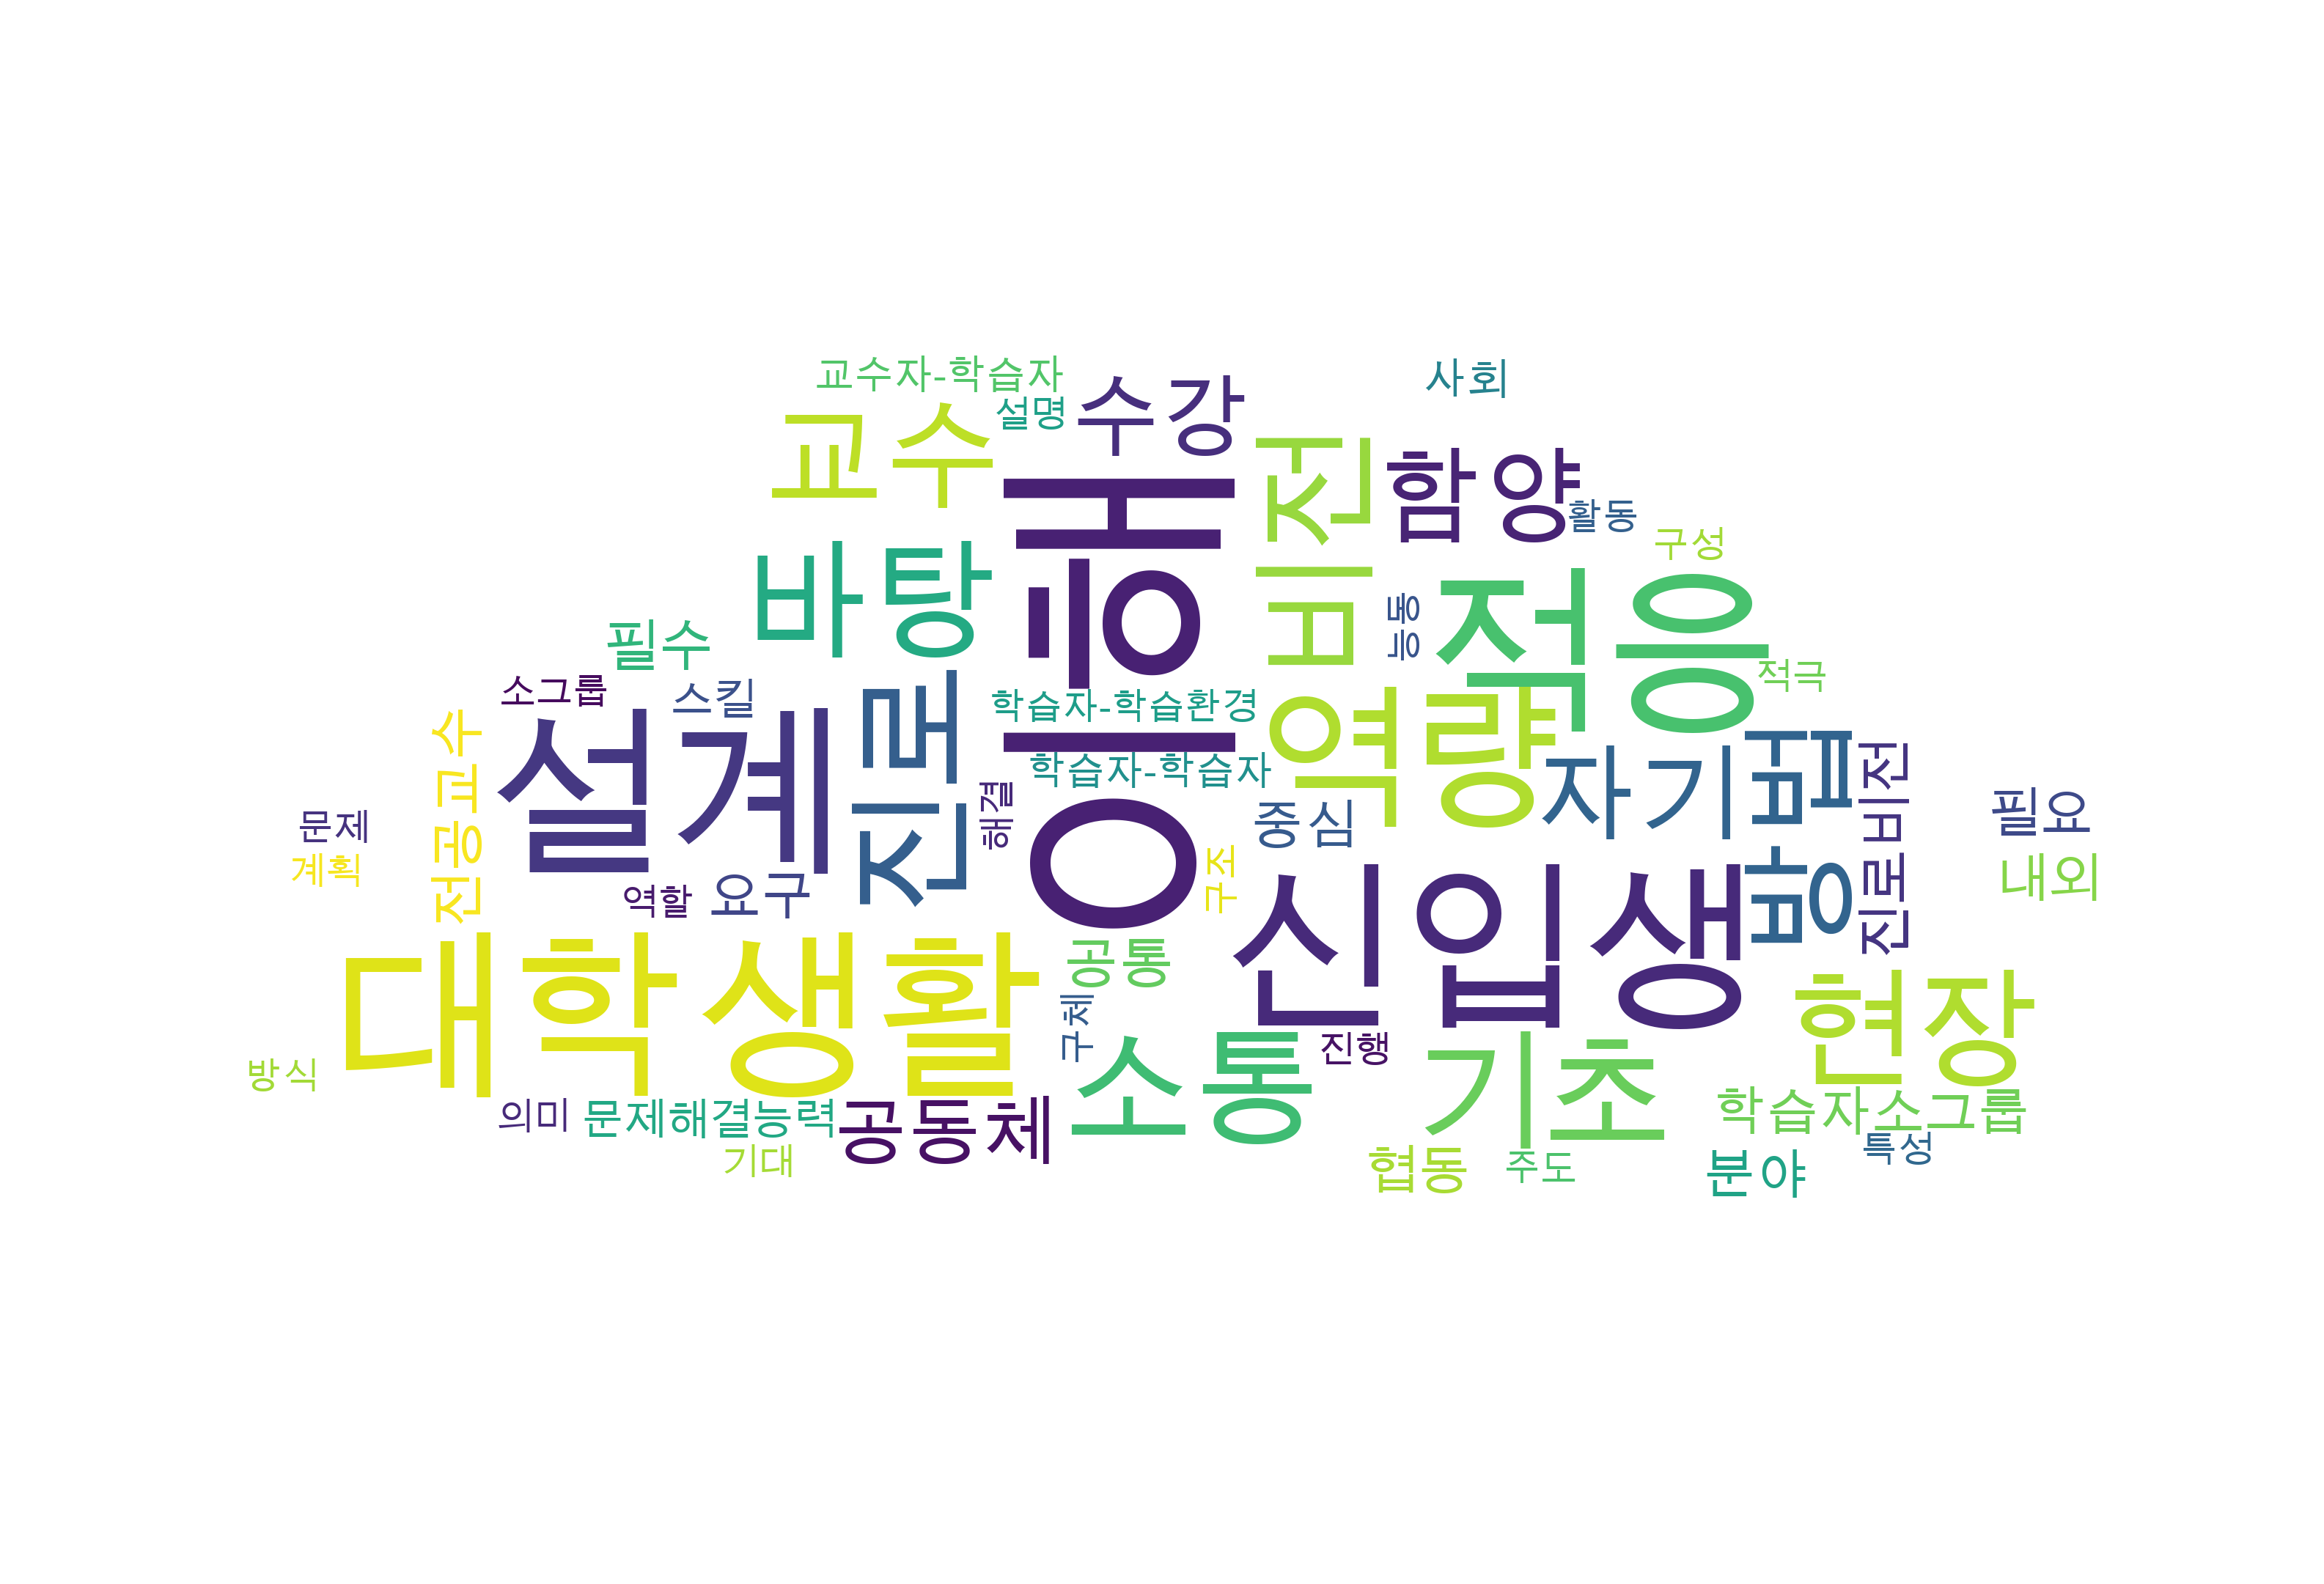 교수자-학습자
사회
설명
수강
교수
비전
함양
활동
구성
이해
바탕
능동
적응
필수
적극
소그룹
스킬
학습자-학습환경
진로
역량
설계
전공교수
학습자-학습자
자기
방법
진로비전
해결
중심
필요
문제
계획
내외
역할
요구
구조
신입생
대학생활
공통
현장
구체
소통
진행
기초
방식
의미
문제해결능력
공동체
학습자소그룹
특성
기대
협동
주도
분야